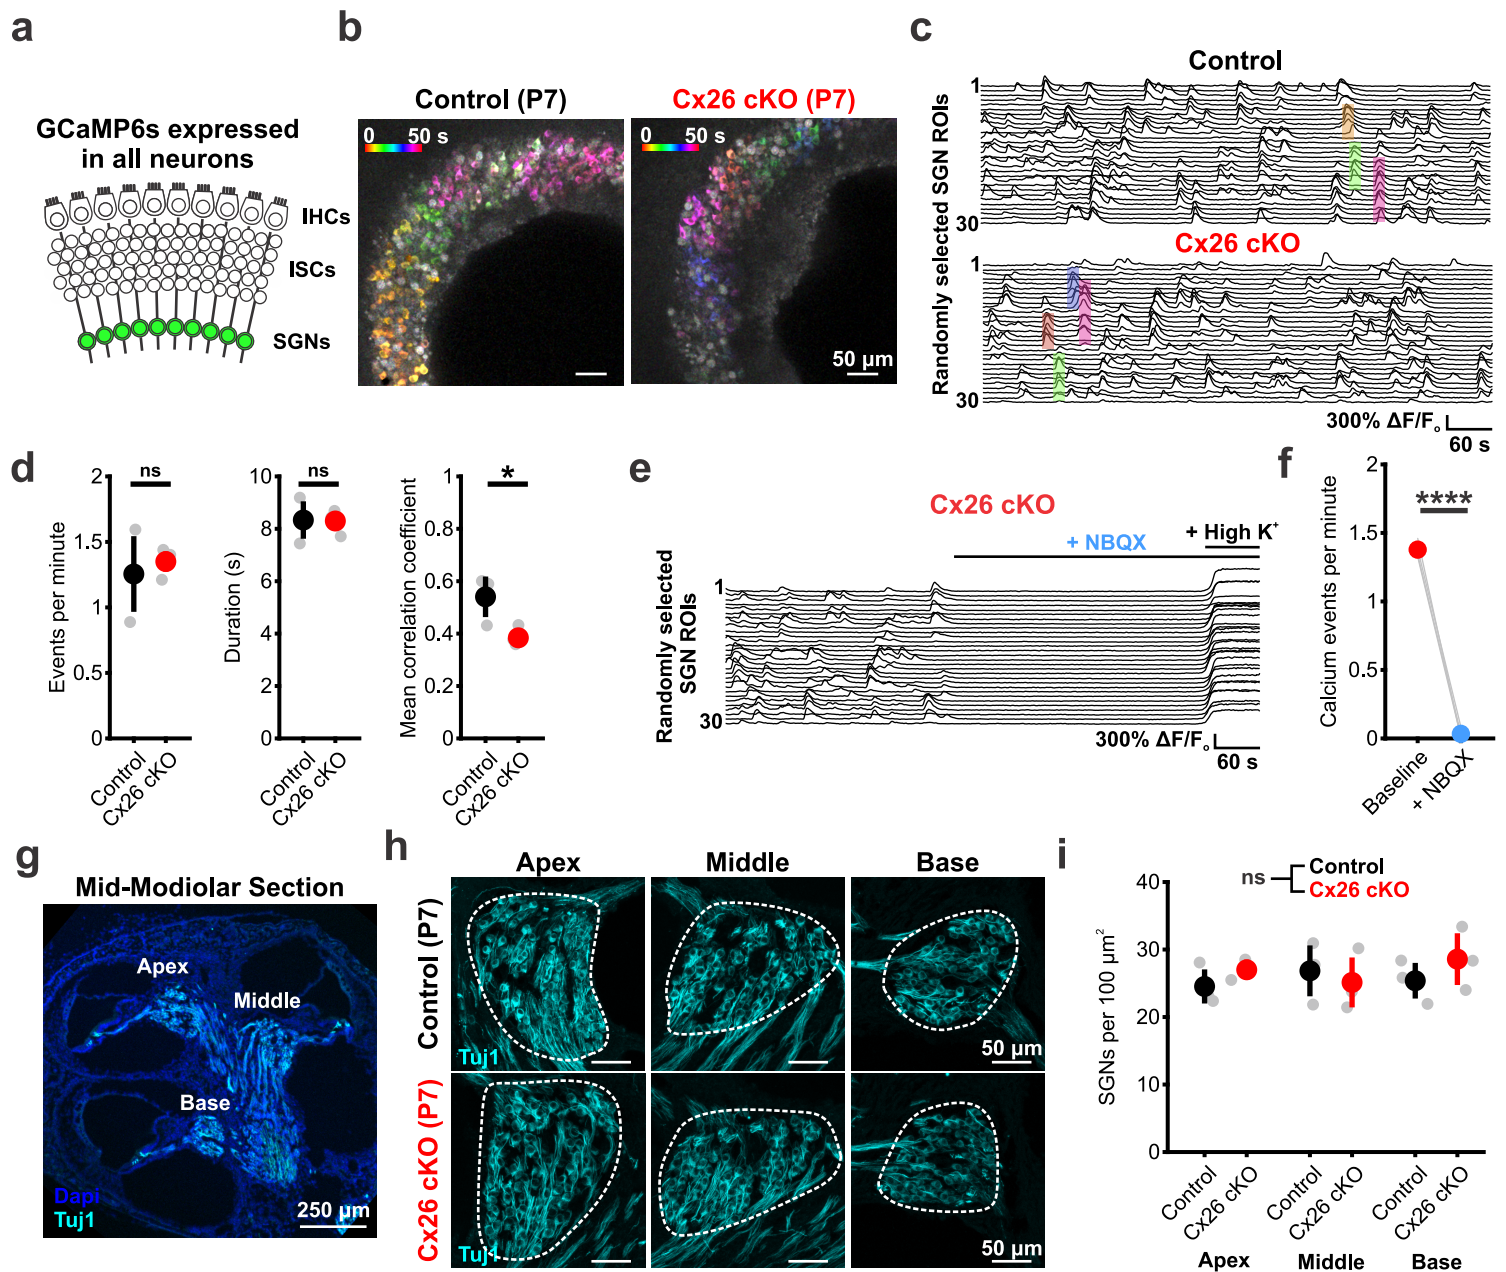 a
GCaMP6s expressed
in all neurons
IHCs
ISCs
SGNs
b
Control (P7)
Cx26 cKO (P7)
0 50 s
0 50 s
50 µm
c
Control
Randomly selected SGN ROIs
1
30
Cx26 cKO
1
30
300% ΔF/Fo
60 s
d
Events per minute
2
1.5
1
0.5
0
ns
Control
Cx26 cKO
Duration (s)
10
8
6
4
2
0
ns
Control
Cx26 cKO
Mean correlation coefficient
1
0.8
0.6
0.4
0.2
0
*
Control
Cx26 cKO
e
Cx26 cKO
+ NBQX
+ High K⁺
Randomly selected
SGN ROIs
1
30
300% ΔF/Fo
60 s
f
Calcium events per minute
2
1.5
1
0.5
0
****
Baseline
+ NBQX
g
Mid-Modiolar Section
Apex
Middle
Base
Dapi
Tuj1
250 µm
h
Apex
Middle
Base
Control (P7)
Tuj1
50 µm
Cx26 cKO (P7)
Tuj1
50 µm
i
SGNs per 100 µm²
40
30
20
10
0
ns
Control
Cx26 cKO
Control
Cx26 cKO
Control
Cx26 cKO
Control
Cx26 cKO
Apex
Middle
Base